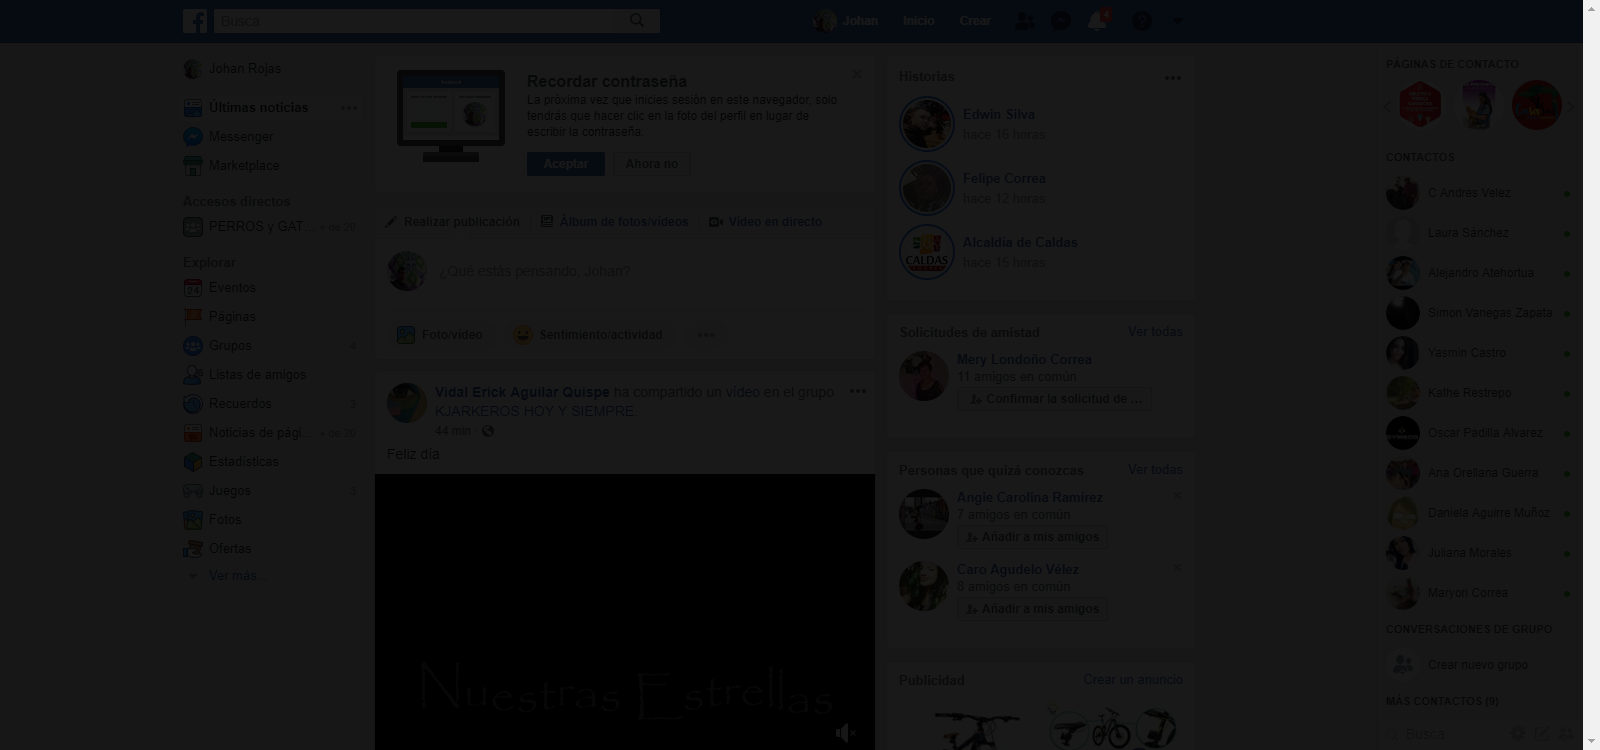 Busca
Johan
Inicio
Crear
4
Johan Rojas
Últimas noticias
Messenger
Marketplace
Accesos directos
PERROS y GAT...
Explorar
Eventos
24
Páginas
Grupos
Listas de amigos
Recuerdos
Noticias de pági...
Estadísticas
Juegos
Fotos
Ofertas
Ver más...
Recordar contraseña
La próxima vez que inicies sesión en este navegador, solo
tendrás que hacer clic en la foto del perfil en lugar de
escribir la contraseña.
Aceptar
Ahora no
Realizar publicación
Álbum de fotos/vídeos
Vídeo en directo
¿Qué estás pensando, Johan?
Foto/vídeo
Sentimiento/actividad
Vidal Erick Aguilar Quispe ha compartido un vídeo en el grupo
KJARKEROS HOY Y SIEMPRE.
44 min
Feliz día
Nuestras Estrellas
Historias
Edwin Silva
hace 16 horas
Felipe Correa
hace 12 horas
CALDAS
Alcaldía de Caldas
hace 15 horas
Solicitudes de amistad
Ver todas
Mery Londoño Correa
11 amigos en común
Confirmar la solicitud de ...
Personas que quizá conozcas
Ver todas
Angie Carolina Ramírez
7 amigos en común
Añadir a mis amigos
Caro Agudelo Vélez
8 amigos en común
Añadir a mis amigos
Publicidad
Crear un anuncio
PÁGINAS DE CONTACTO
CONTACTOS
C Andres Velez
Laura Sánchez
Alejandro Atehortua
Simon Vanegas Zapata
Yasmin Castro
Kathe Restrepo
Oscar Padilla Alvarez
Ana Orellana Guerra
Daniela Aguirre Muñoz
Juliana Morales
Maryori Correa
CONVERSACIONES DE GRUPO
Crear nuevo grupo
MÁS CONTACTOS (9)
Busca